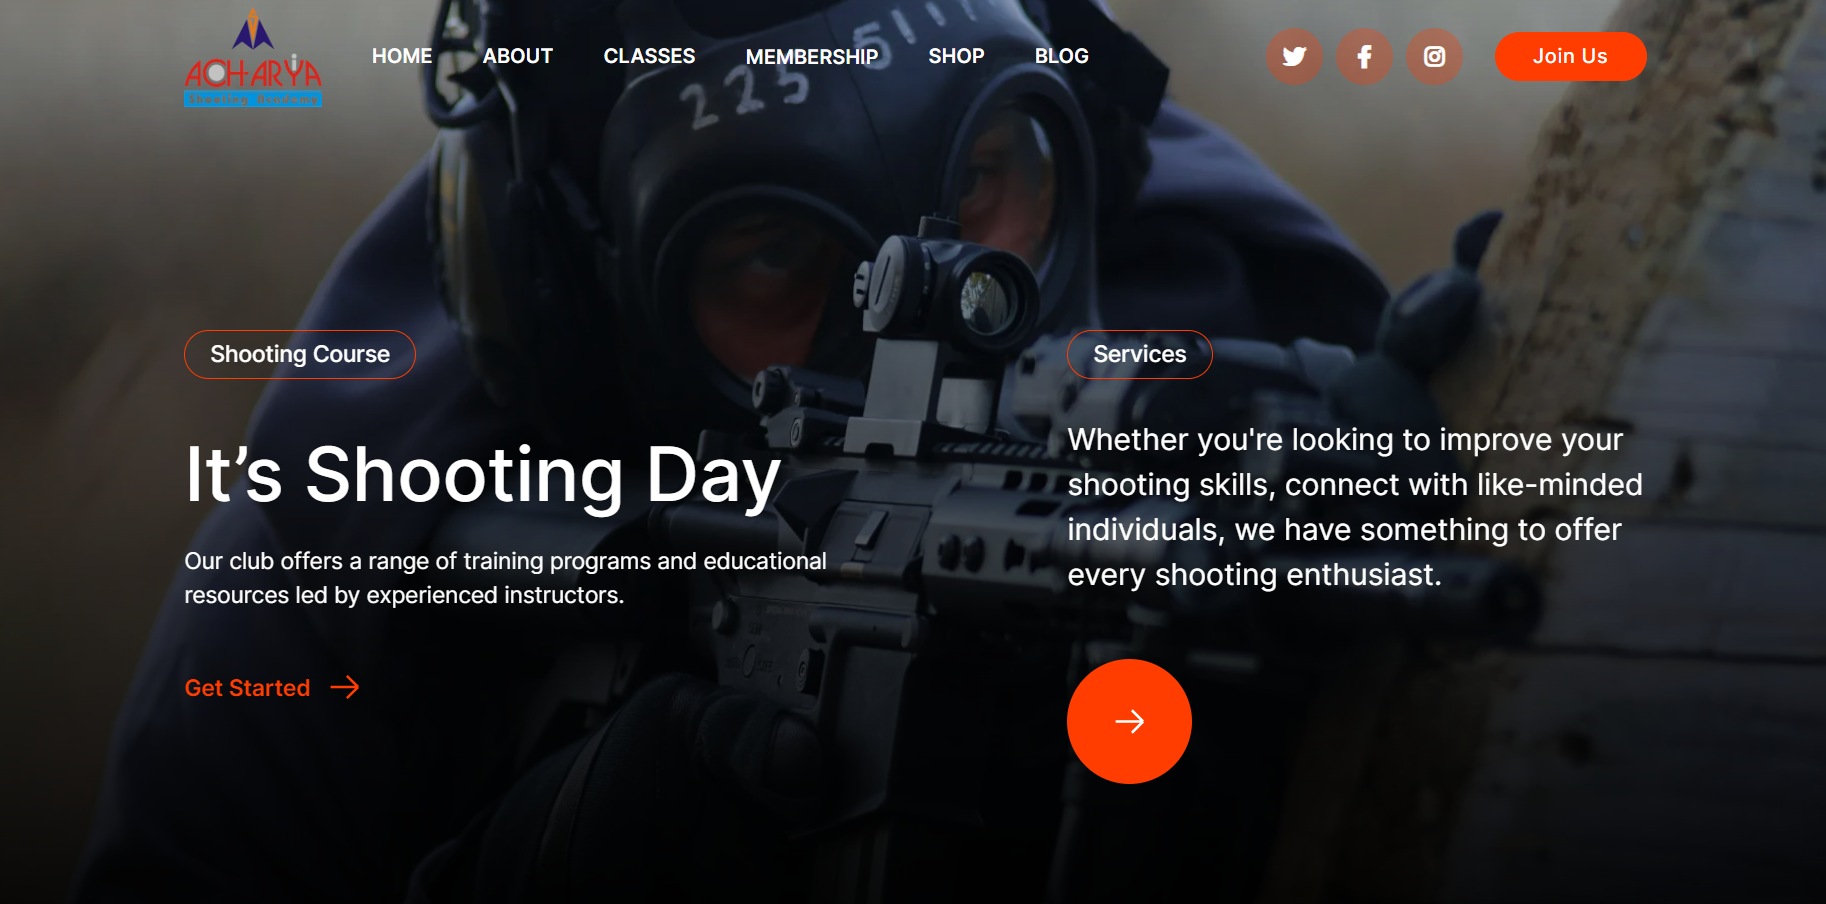 ACHARYA
Shooting Academy
HOME
ABOUT
CLASSES
MEMBERSHIP
SHOP
BLOG
Join Us
225
Shooting Course
It’s Shooting Day
Our club offers a range of training programs and educational
resources led by experienced instructors.
Get Started
Services
Whether you're looking to improve your
shooting skills, connect with like-minded
individuals, we have something to offer
every shooting enthusiast.